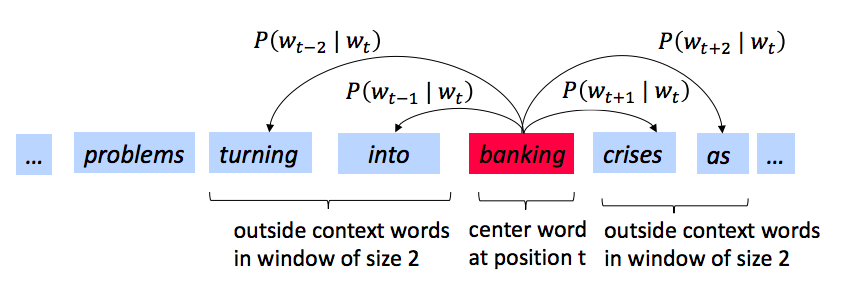 P(w_{t-2} | w_t)
P(w_{t+2} | w_t)
P(w_{t-1} | w_t)
P(w_{t+1} | w_t)
... problems turning into banking crises as ...
outside context words
in window of size 2
center word
at position t
outside context words
in window of size 2